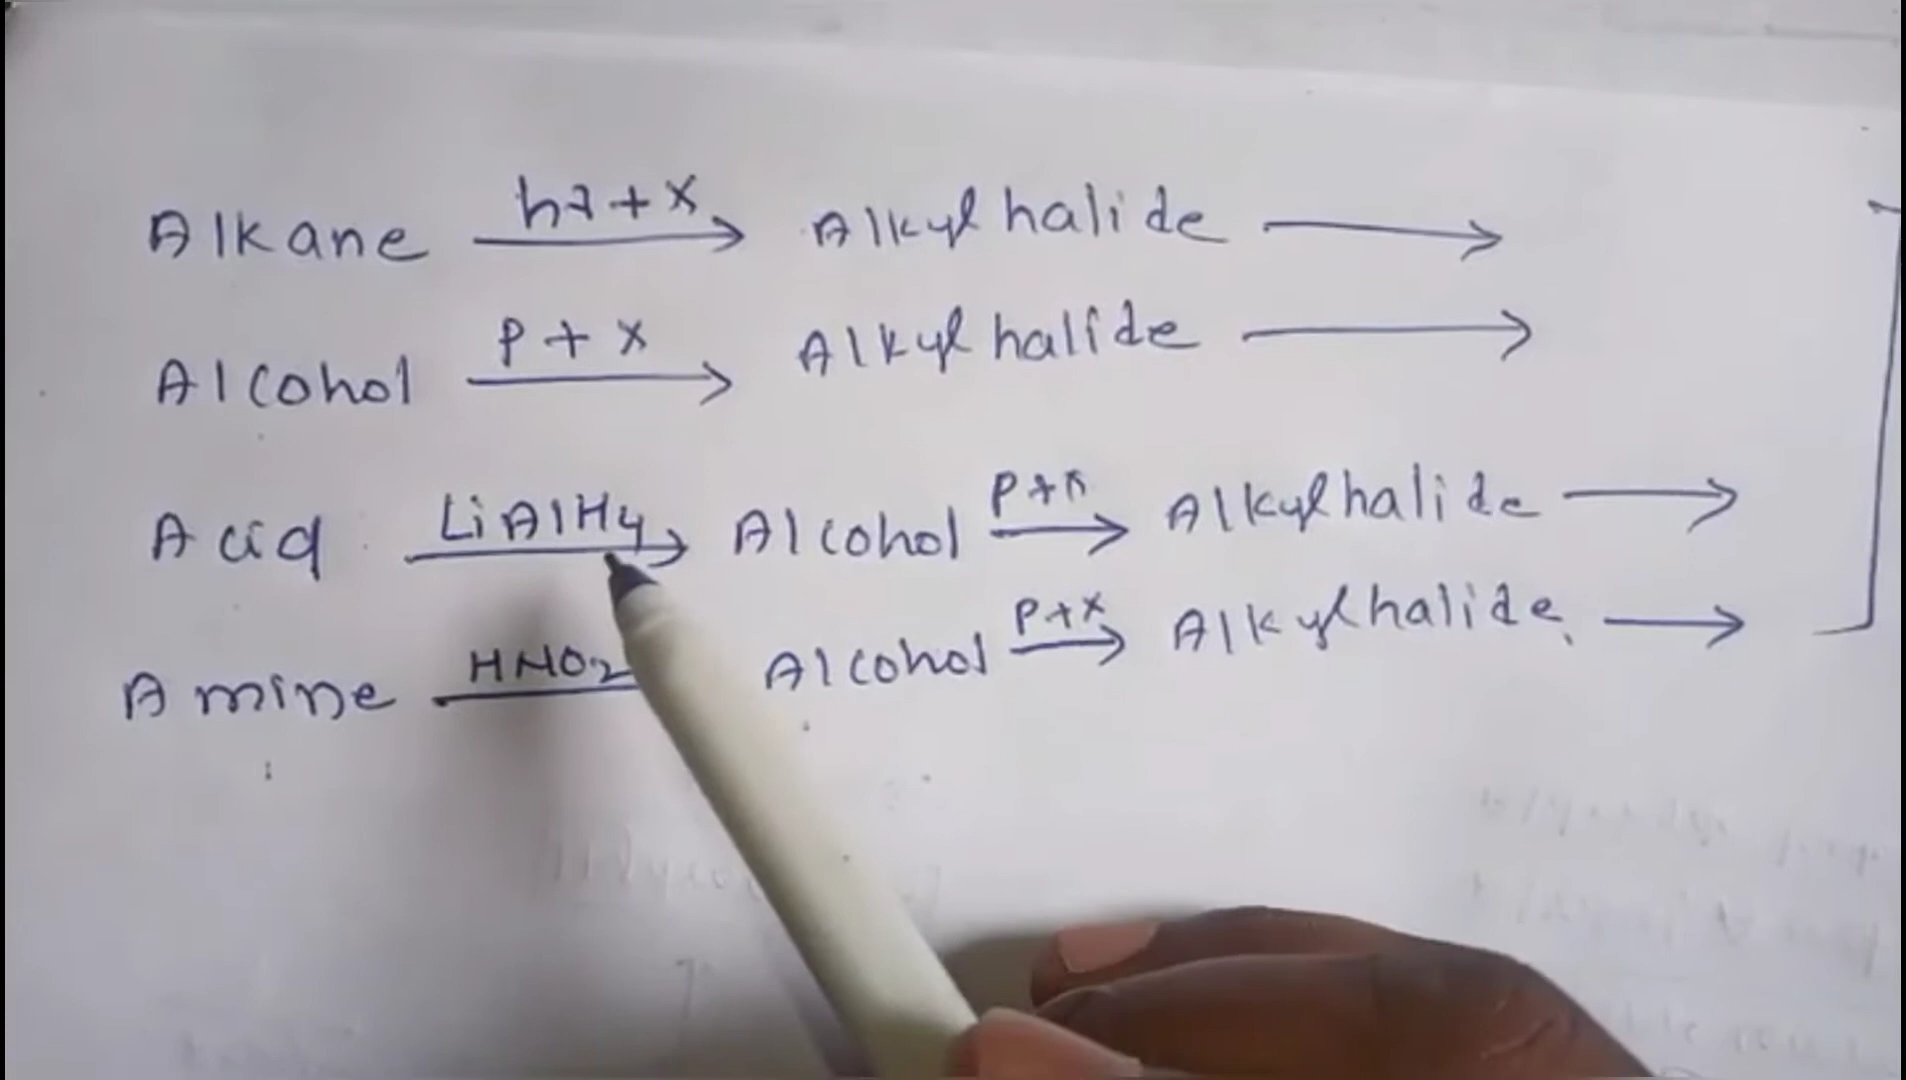 Alkane hν+X → Alkyl halide →
Alcohol P+X → Alkyl halide →
Acid LiAlH4 → Alcohol P+X → Alkyl halide →
Amine HNO2 Alcohol P+X → Alkyl halide →